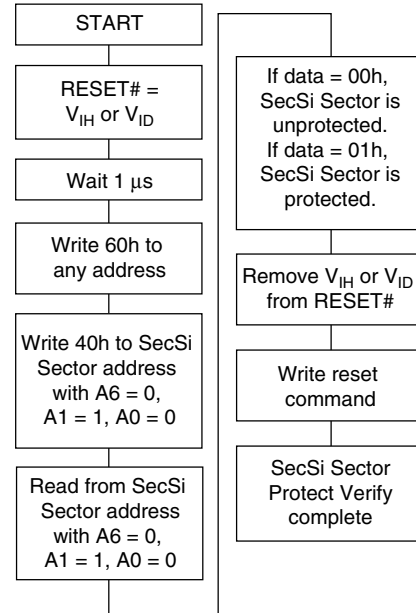 START
RESET# =
VIH or VID
Wait 1 μs
Write 60h to
any address
Write 40h to SecSi
Sector address
with A6 = 0,
A1 = 1, A0 = 0
Read from SecSi
Sector address
with A6 = 0,
A1 = 1, A0 = 0
If data = 00h,
SecSi Sector is
unprotected.
If data = 01h,
SecSi Sector is
protected.
Remove VIH or VID
from RESET#
Write reset
command
SecSi Sector
Protect Verify
complete